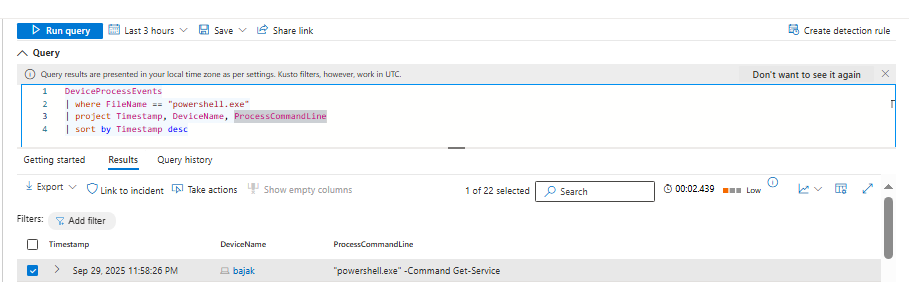 Run query Last 3 hours Save Share link Create detection rule
Query
Query results are presented in your local time zone as per settings. Kusto filters, however, work in UTC. Don't want to see it again
1 DeviceProcessEvents
2 | where FileName == "powershell.exe"
3 | project Timestamp, DeviceName, ProcessCommandLine
4 | sort by Timestamp desc
Getting started Results Query history
Export Link to incident Take actions Show empty columns 1 of 22 selected Search 00:02.439 Low
Filters: Add filter
Timestamp DeviceName ProcessCommandLine
Sep 29, 2025 11:58:26 PM bajak "powershell.exe" -Command Get-Service